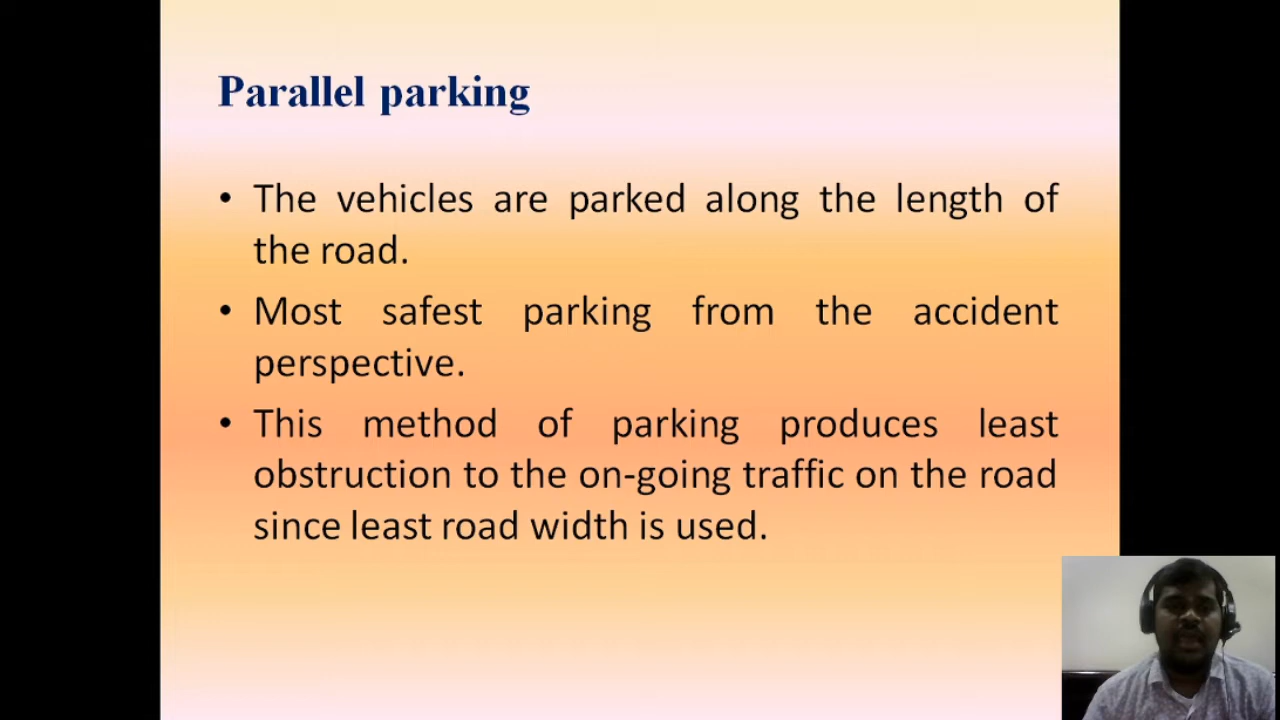 Parallel parking
• The vehicles are parked along the length of
the road.
• Most safest parking from the accident
perspective.
• This method of parking produces least
obstruction to the on-going traffic on the road
since least road width is used.